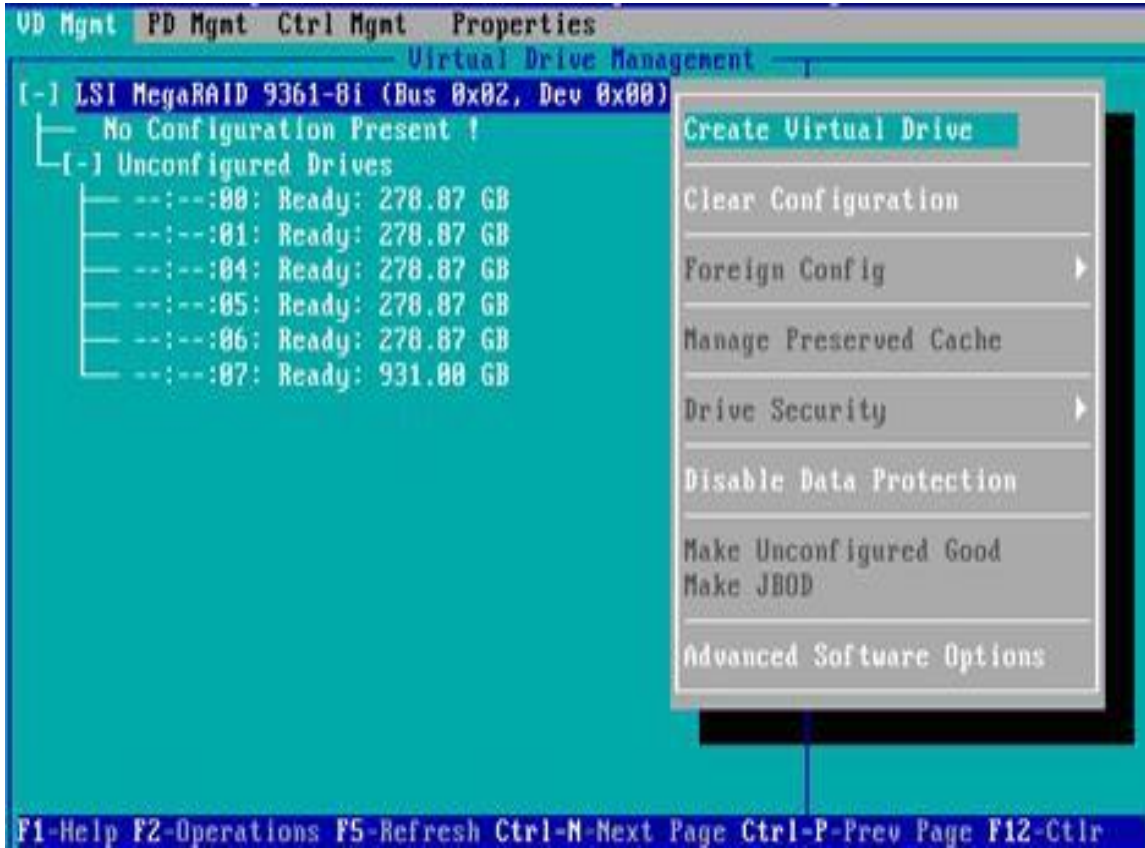 VD Mgmt PD Mgmt Ctrl Mgmt Properties
Virtual Drive Management
[-] LSI MegaRAID 9361-8i (Bus 0x02, Dev 0x00)
No Configuration Present !
[-] Unconfigured Drives
--:--:00: Ready: 278.87 GB
--:--:01: Ready: 278.87 GB
--:--:04: Ready: 278.87 GB
--:--:05: Ready: 278.87 GB
--:--:06: Ready: 278.87 GB
--:--:07: Ready: 931.00 GB
Create Virtual Drive
Clear Configuration
Foreign Config
Manage Preserved Cache
Drive Security
Disable Data Protection
Make Unconfigured Good
Make JBOD
Advanced Software Options
F1-Help F2-Operations F5-Refresh Ctrl-N-Next Page Ctrl-P-Prev Page F12-Ctlr